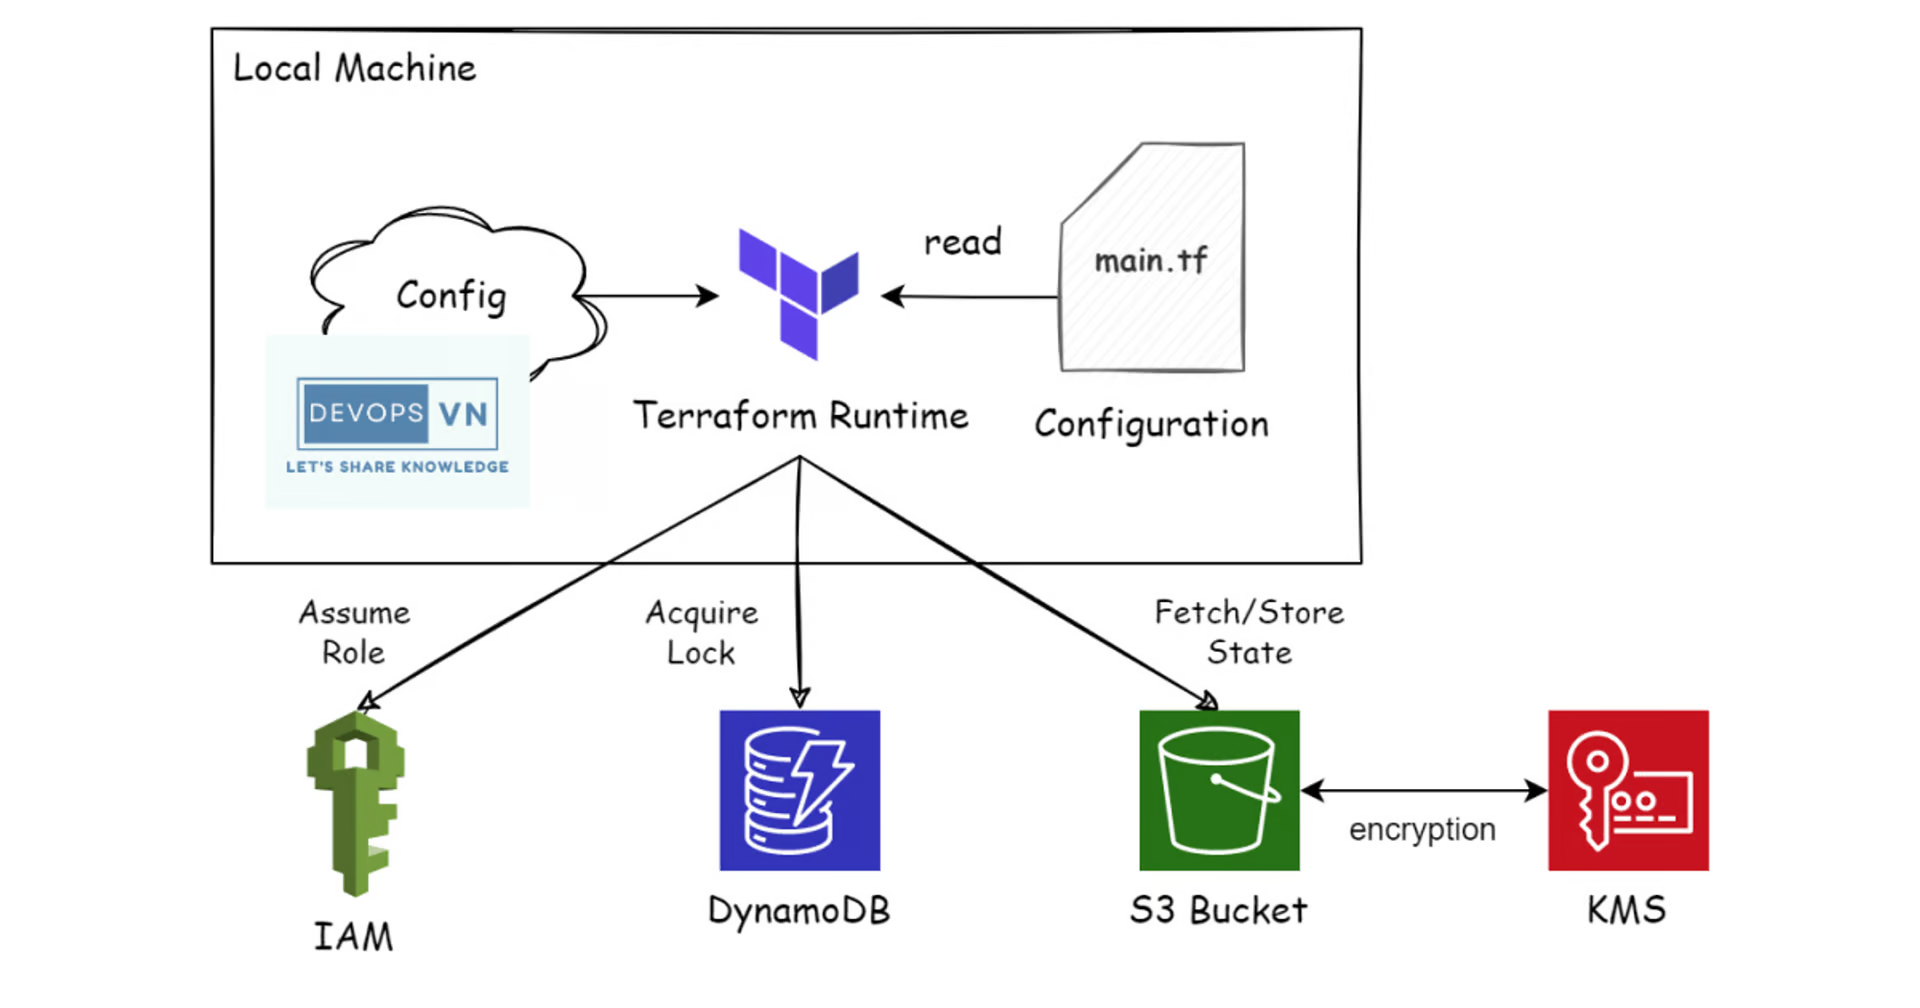 Local Machine
Config
read
main.tf
DEVOPS VN
LET'S SHARE KNOWLEDGE
Terraform Runtime
Configuration
Assume
Role
Acquire
Lock
Fetch/Store
State
encryption
IAM
DynamoDB
S3 Bucket
KMS